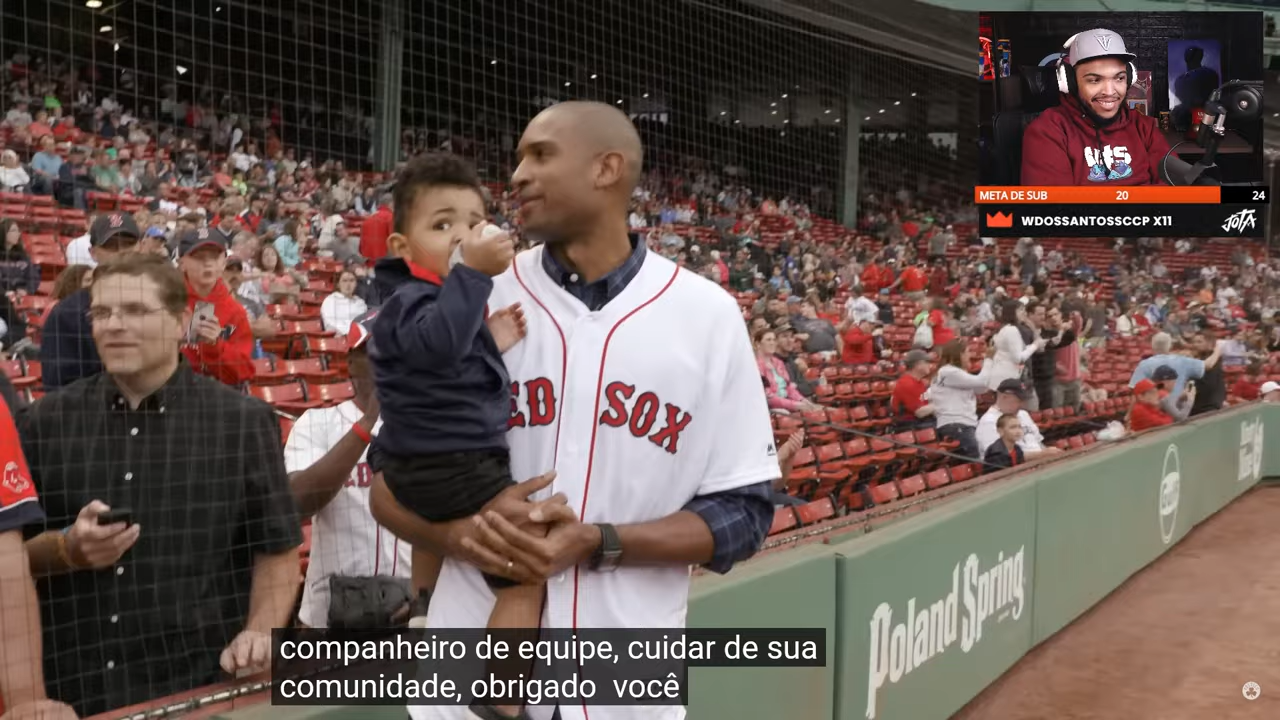 META DE SUB 20 24
WDOSSANTOSSCCP X11
JOTA
RED SOX
Poland Spring
companheiro de equipe, cuidar de sua
comunidade, obrigado você